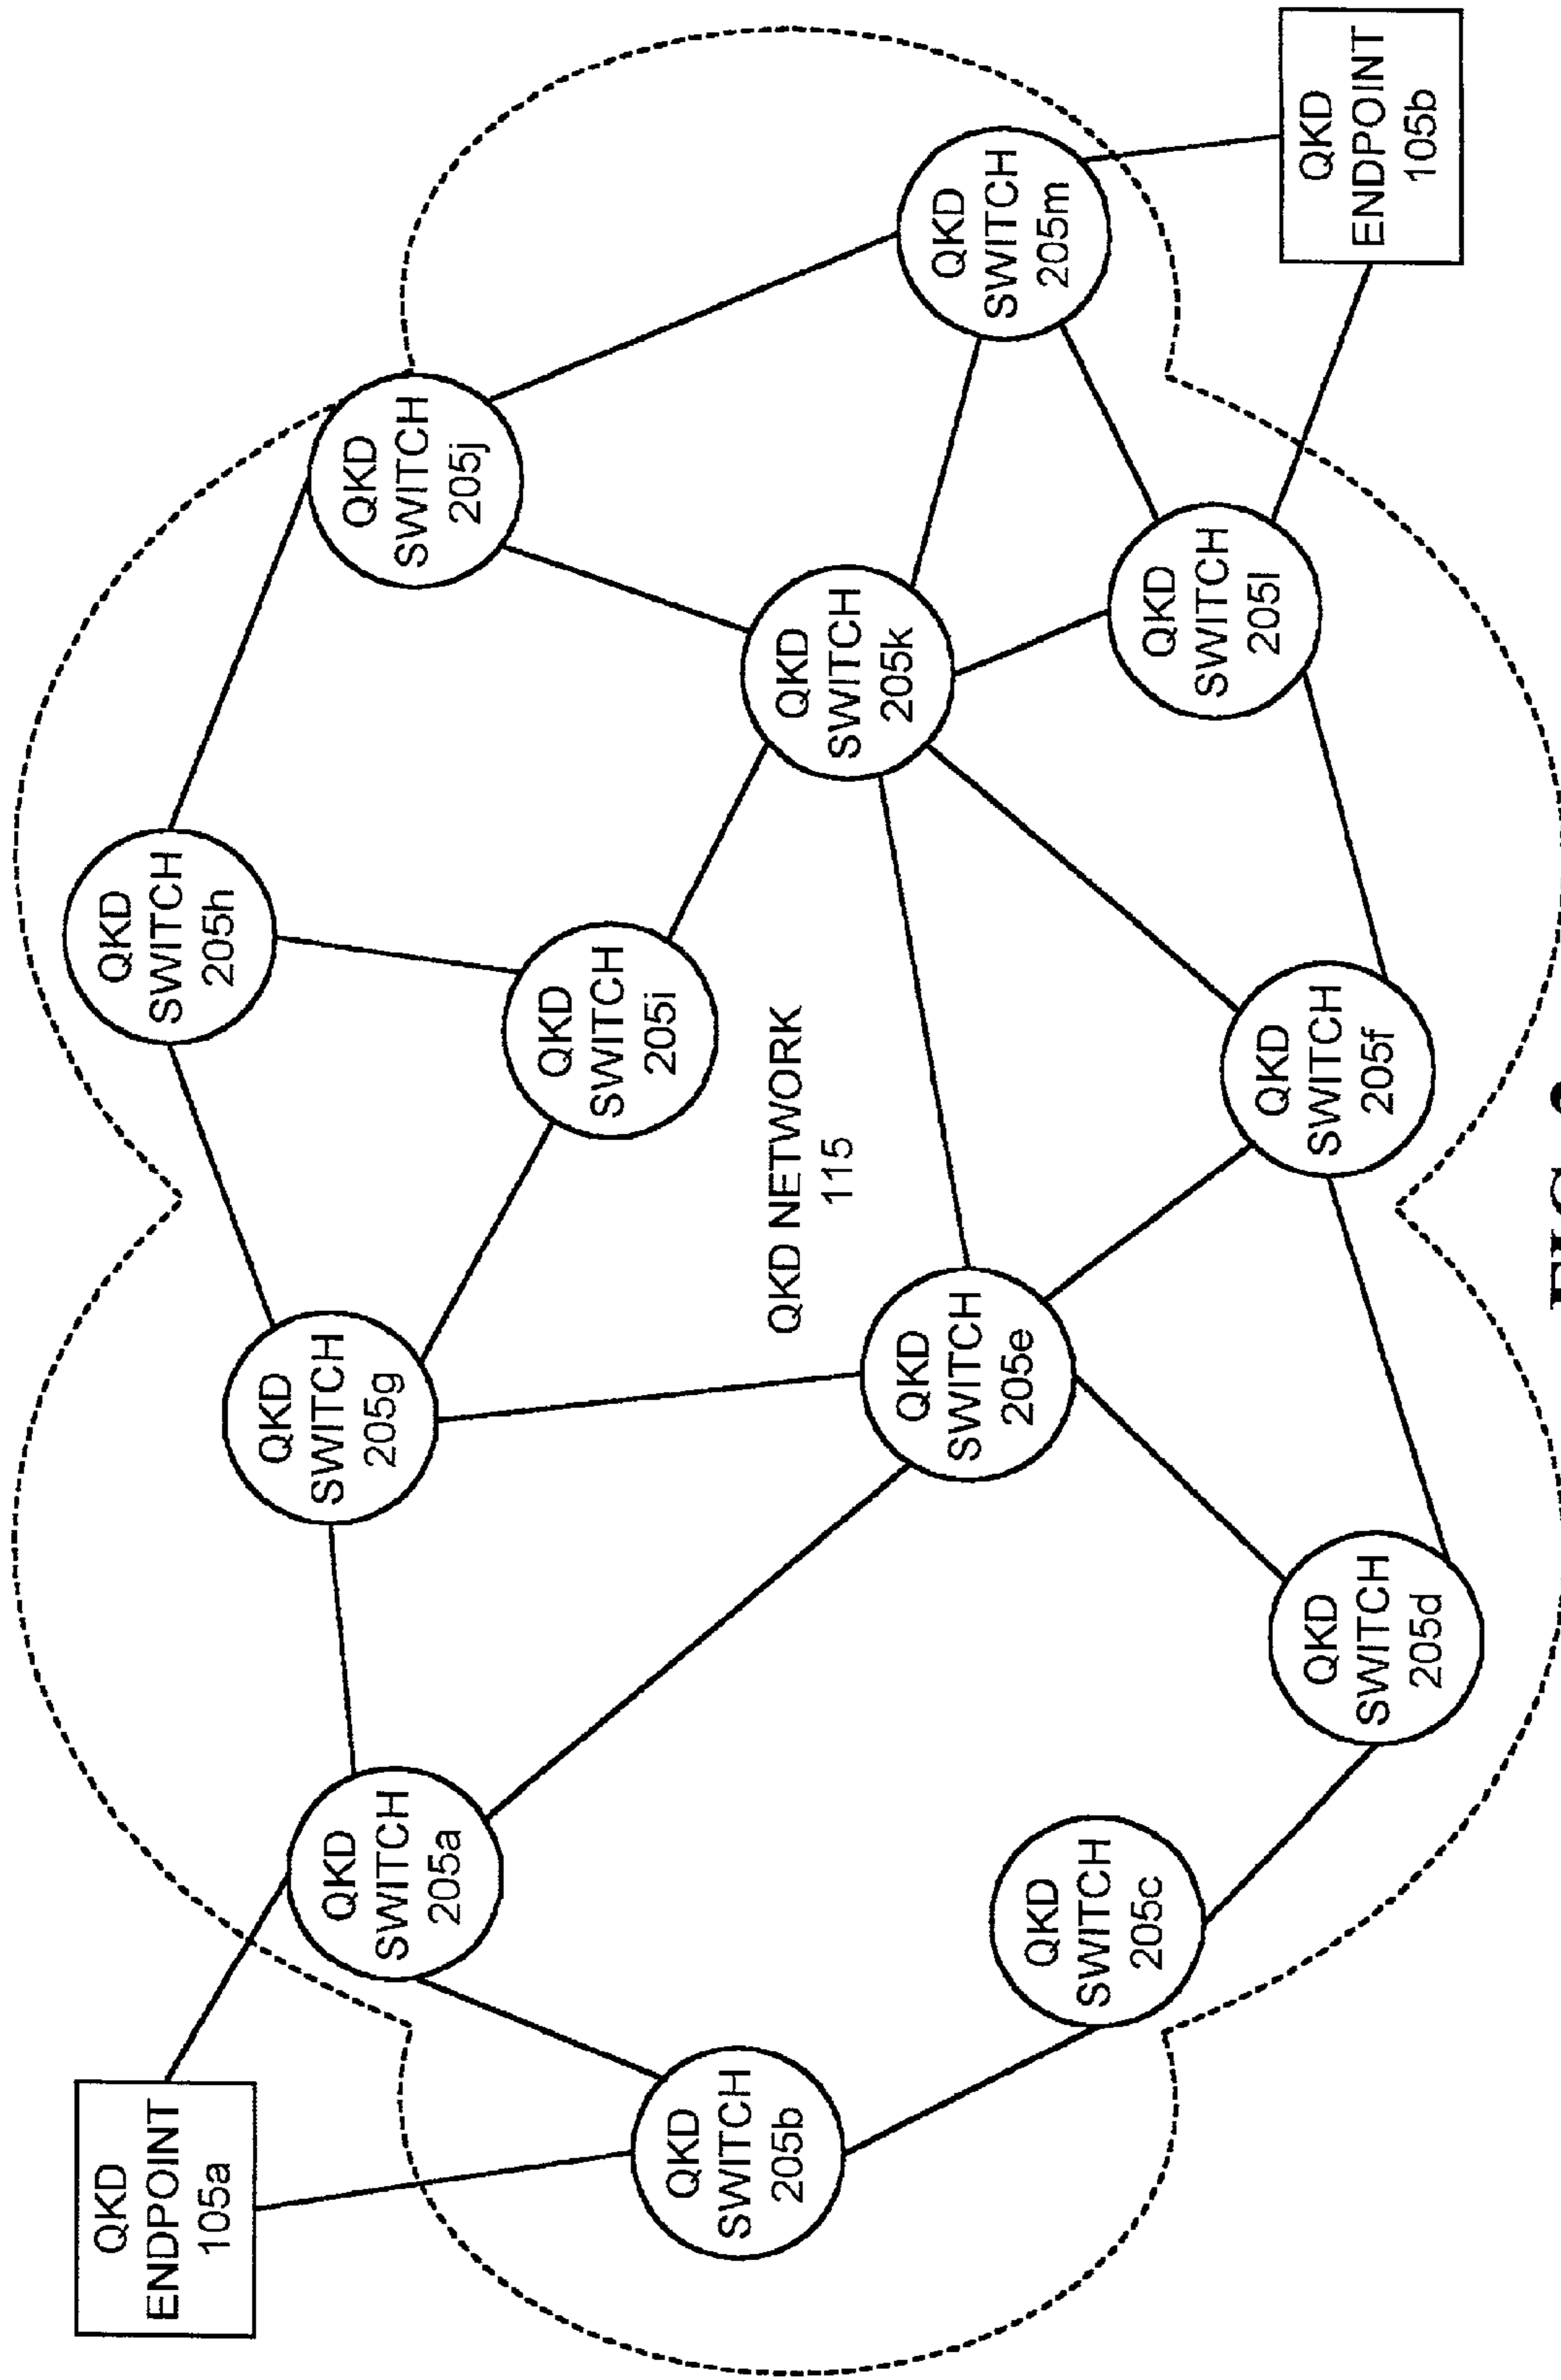 QKD
ENDPOINT
105a
QKD
SWITCH
205a
QKD
SWITCH
205b
QKD
SWITCH
205c
QKD
SWITCH
205d
QKD
SWITCH
205g
QKD
SWITCH
205e
QKD NETWORK
115
QKD
SWITCH
205h
QKD
SWITCH
205i
QKD
SWITCH
205f
QKD
SWITCH
205j
QKD
SWITCH
205k
QKD
SWITCH
205l
QKD
SWITCH
205m
QKD
ENDPOINT
105b